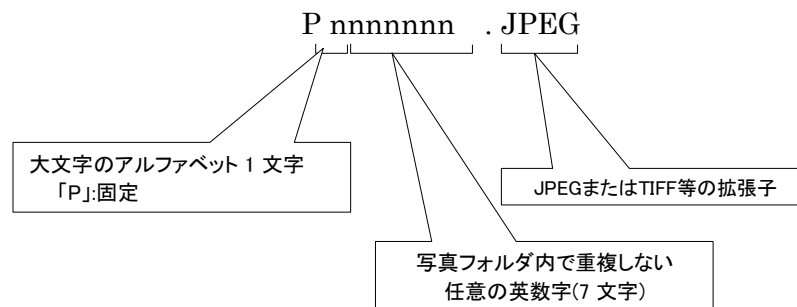 P nnnnnnn . JPEG
大文字のアルファベット 1 文字
「P」:固定
JPEGまたはTIFF等の拡張子
写真フォルダ内で重複しない
任意の英数字(7 文字)